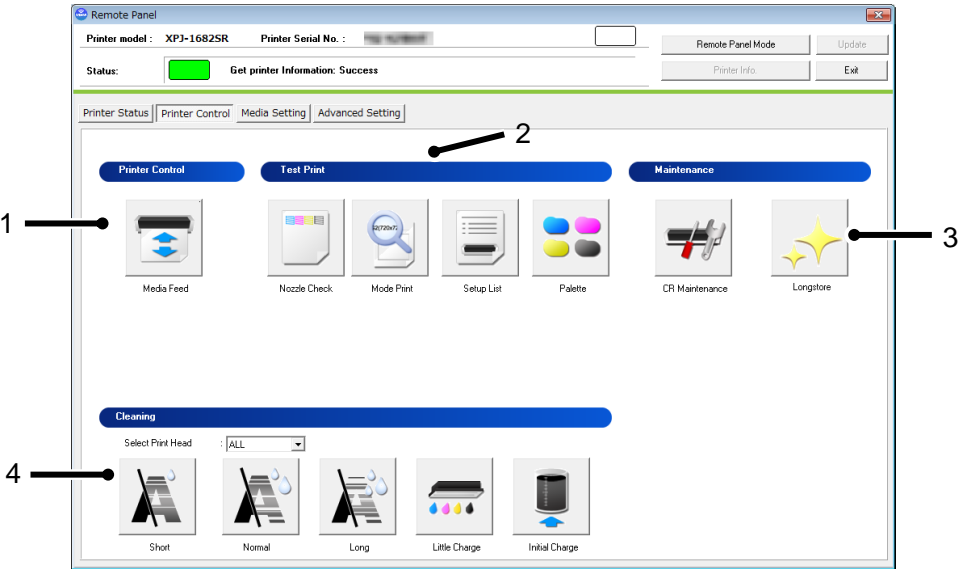 Remote Panel
Printer model : XPJ-1682SR Printer Serial No. :
Remote Panel Mode Update
Status: Get printer Information: Success
Printer Info. Exit
Printer Status Printer Control Media Setting Advanced Setting
2
Printer Control Test Print Maintenance
1
3
Media Feed Nozzle Check Mode Print Setup List Palette CR Maintenance Longstore
Cleaning
Select Print Head : ALL
4
Short Normal Long Little Charge Initial Charge